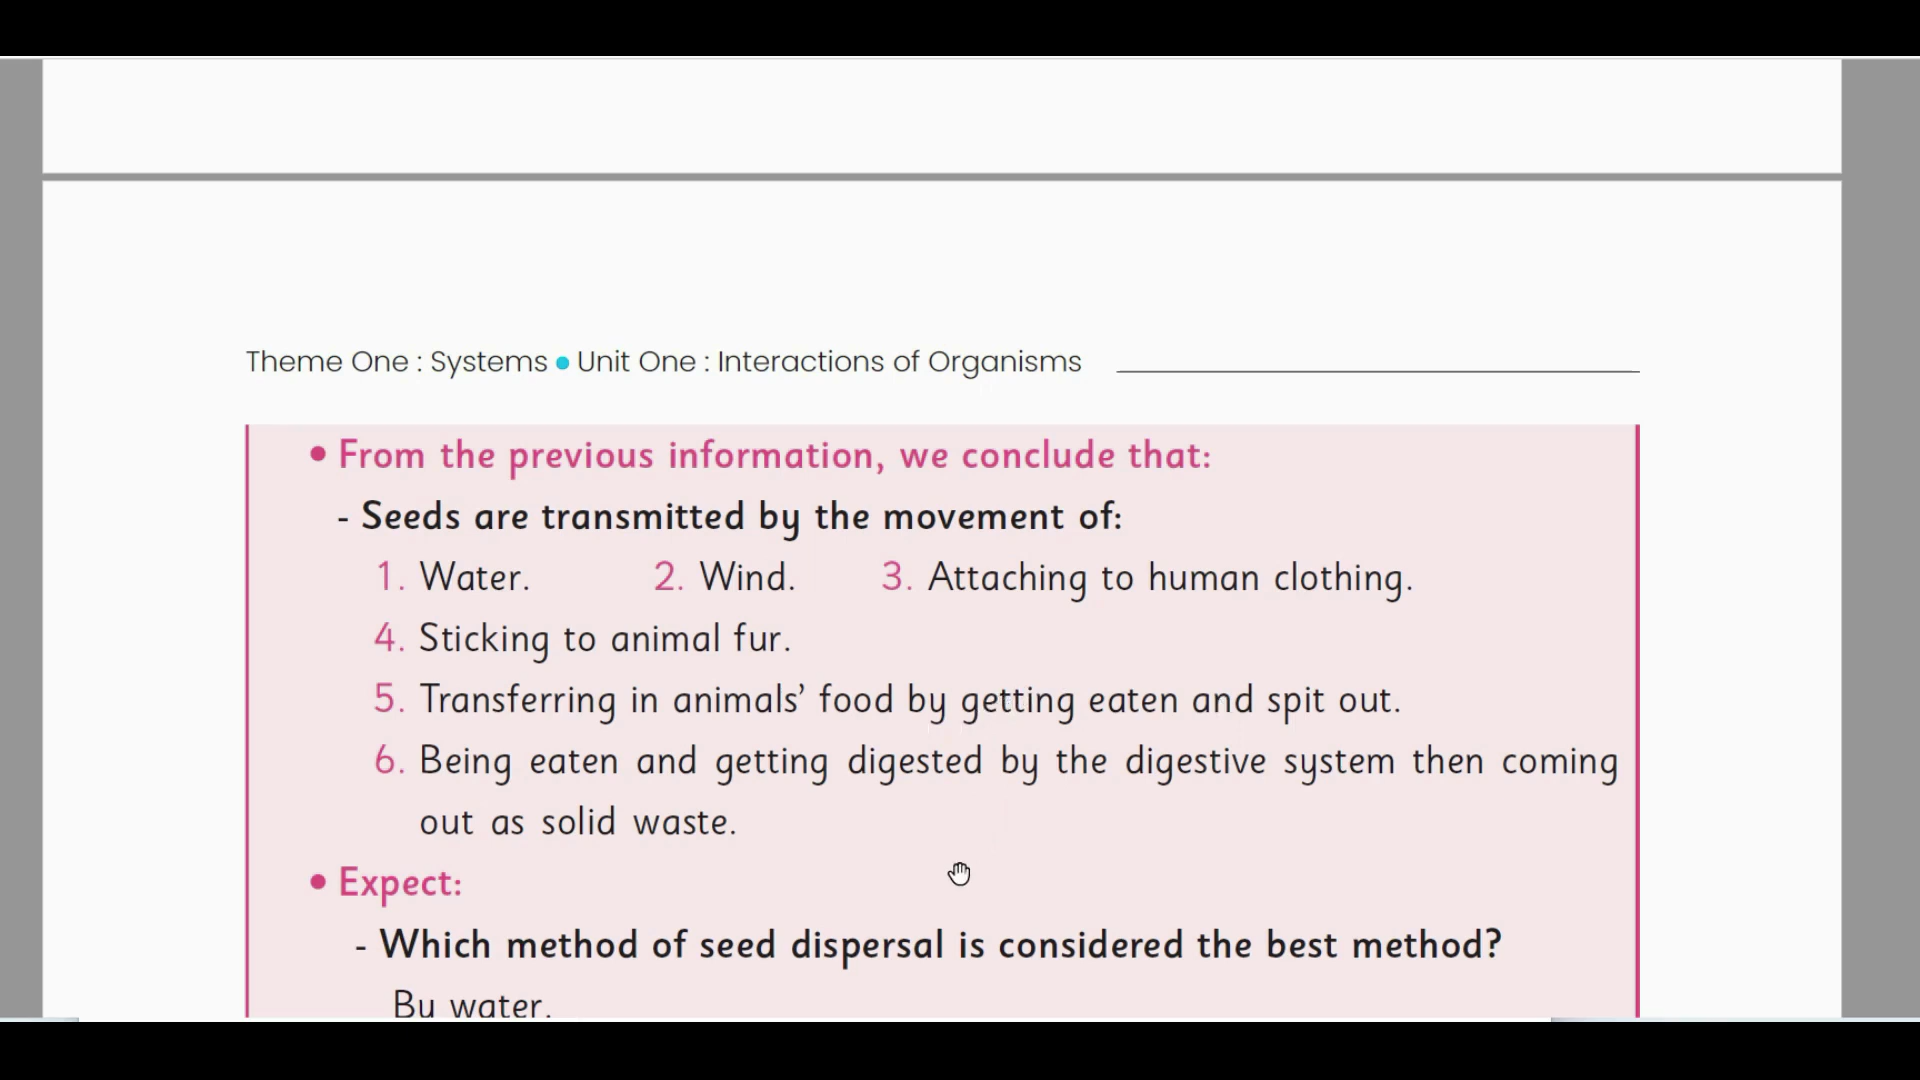 Theme One : Systems • Unit One : Interactions of Organisms
• From the previous information, we conclude that:
- Seeds are transmitted by the movement of:
1. Water. 2. Wind. 3. Attaching to human clothing.
4. Sticking to animal fur.
5. Transferring in animals’ food by getting eaten and spit out.
6. Being eaten and getting digested by the digestive system then coming
out as solid waste.
• Expect:
- Which method of seed dispersal is considered the best method?
By water.